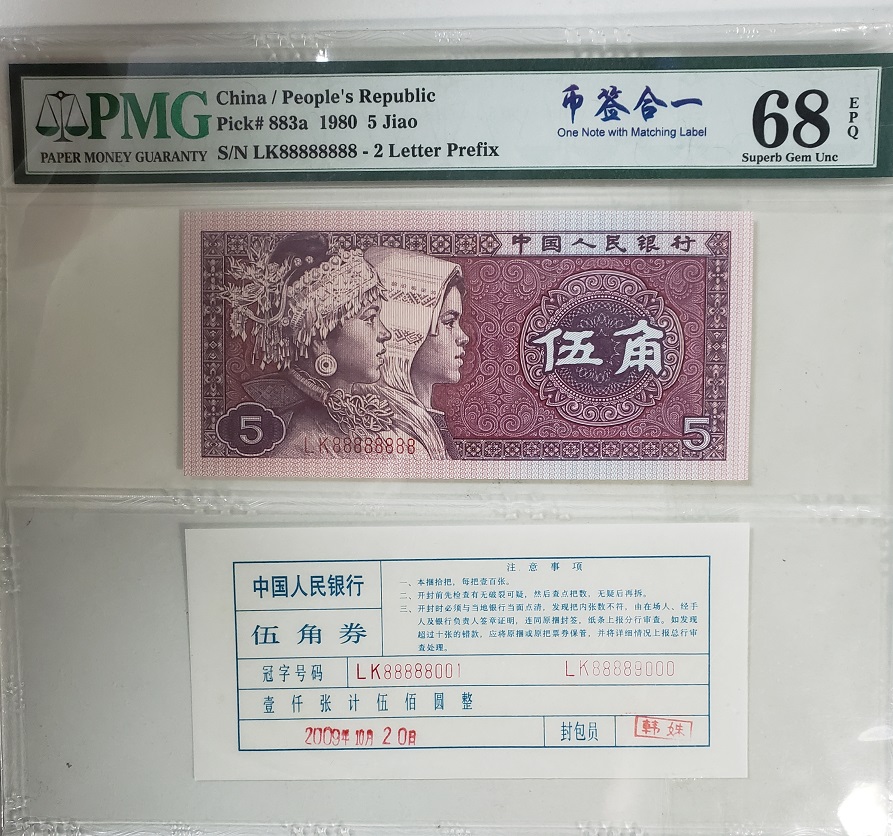 PMG
PAPER MONEY GUARANTY
China / People's Republic
Pick# 883a 1980 5 Jiao
S/N LK88888888 - 2 Letter Prefix
币签合一
One Note with Matching Label
68
EPQ
Superb Gem Unc
中国人民银行
伍角
5
LK88888888
5
中国人民银行
伍角券
注意事项
一、本捆拾把，每把壹百张。
二、开封前先检查有无破裂可疑，然后查点把数，无疑后再拆。
三、开封时必须与当地银行当面点清，发现把内张数不符，由在场人、经手
人及银行负责人签章证明，连同原捆封签，纸条上报分行审查。如发现
超过十张的错款，应将原捆或原把票券保管，并将详细情况上报总行审
查处理。
冠字号码 LK88888001 LK88889000
壹仟张计伍佰圆整
2009年10月20日 封包员 韩姝